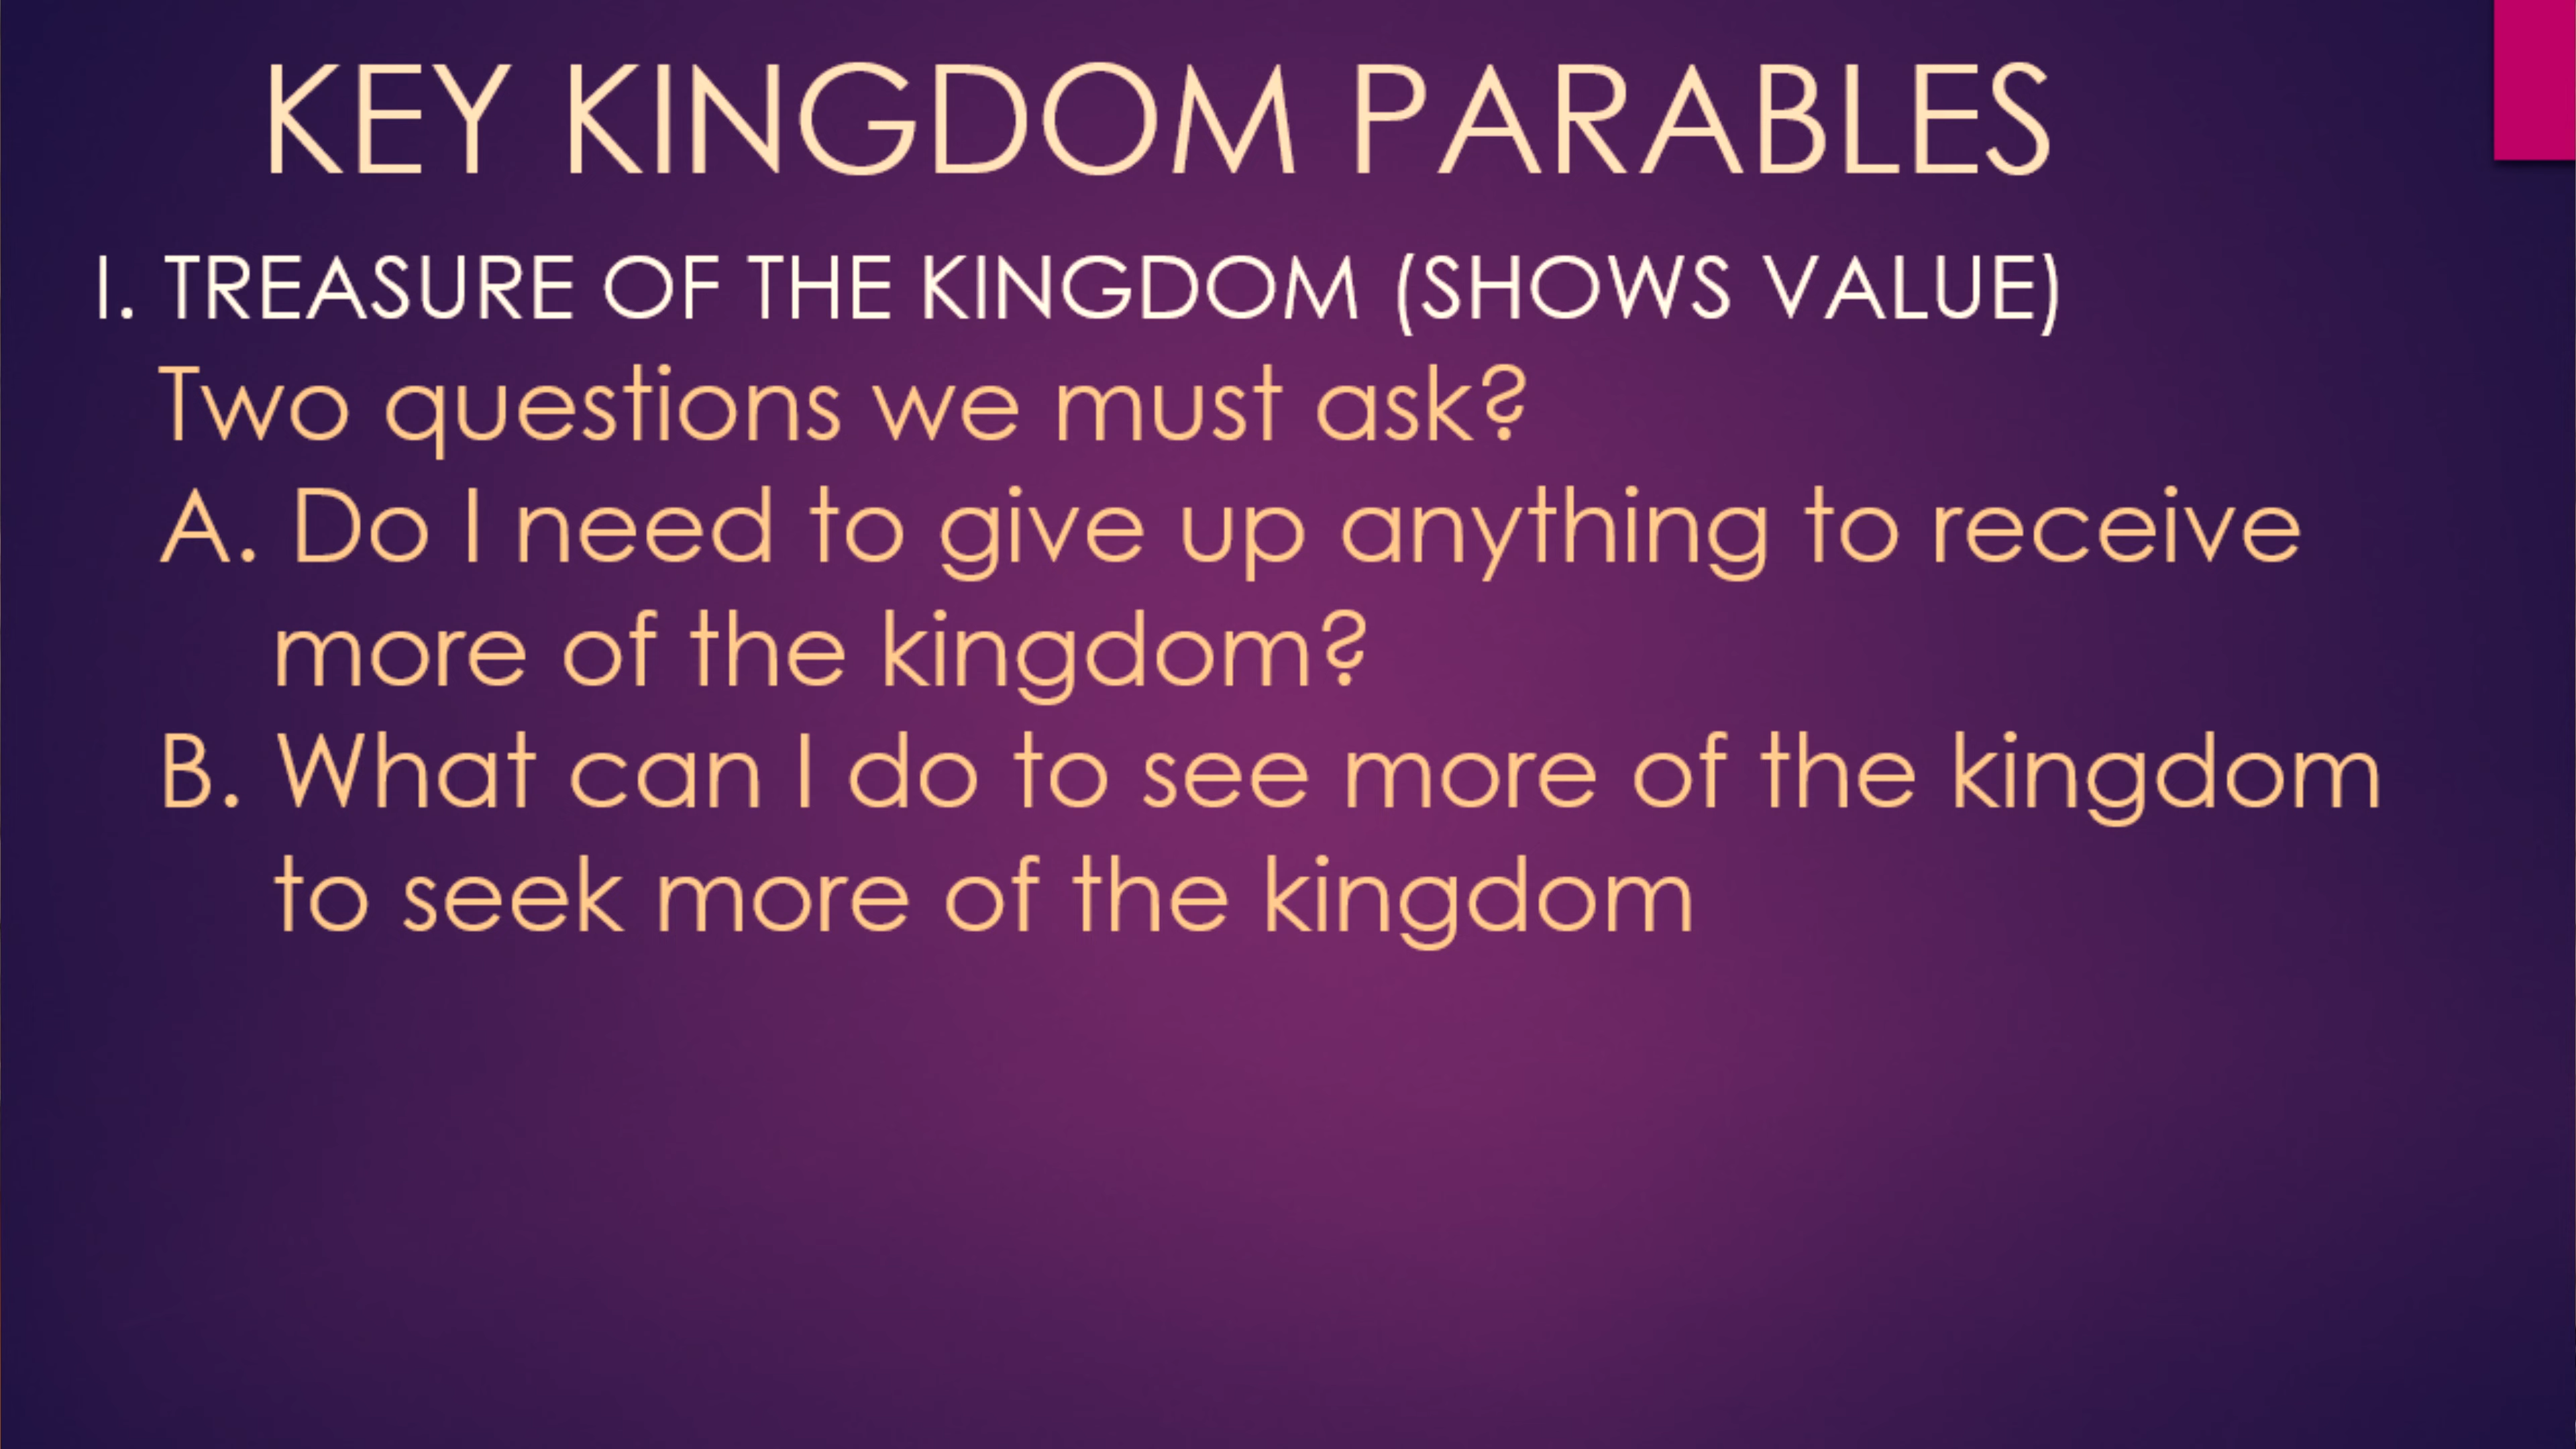 KEY KINGDOM PARABLES
I. TREASURE OF THE KINGDOM (SHOWS VALUE)
Two questions we must ask?
A. Do I need to give up anything to receive
more of the kingdom?
B. What can I do to see more of the kingdom
to seek more of the kingdom